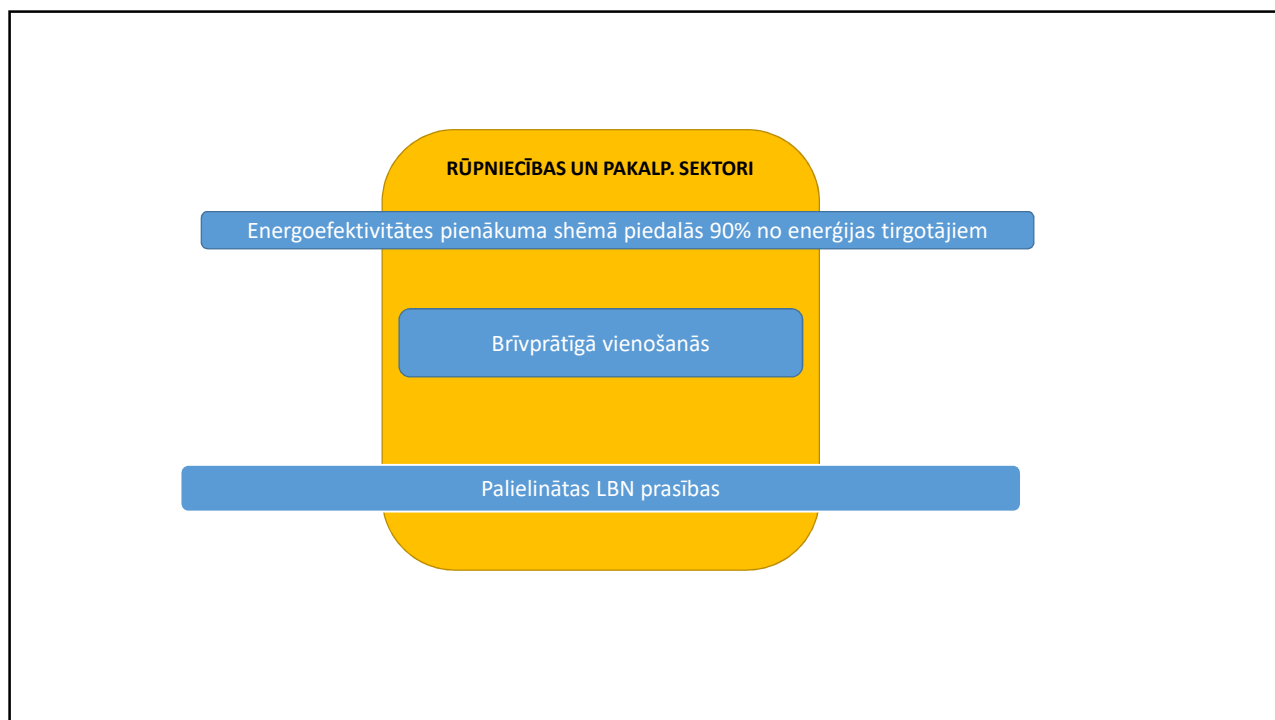 RŪPNIECĪBAS UN PAKALP. SEKTORI
Energoefektivitātes pienākuma shēmā piedalās 90% no enerģijas tirgotājiem
Brīvprātīgā vienošanās
Palielinātas LBN prasības